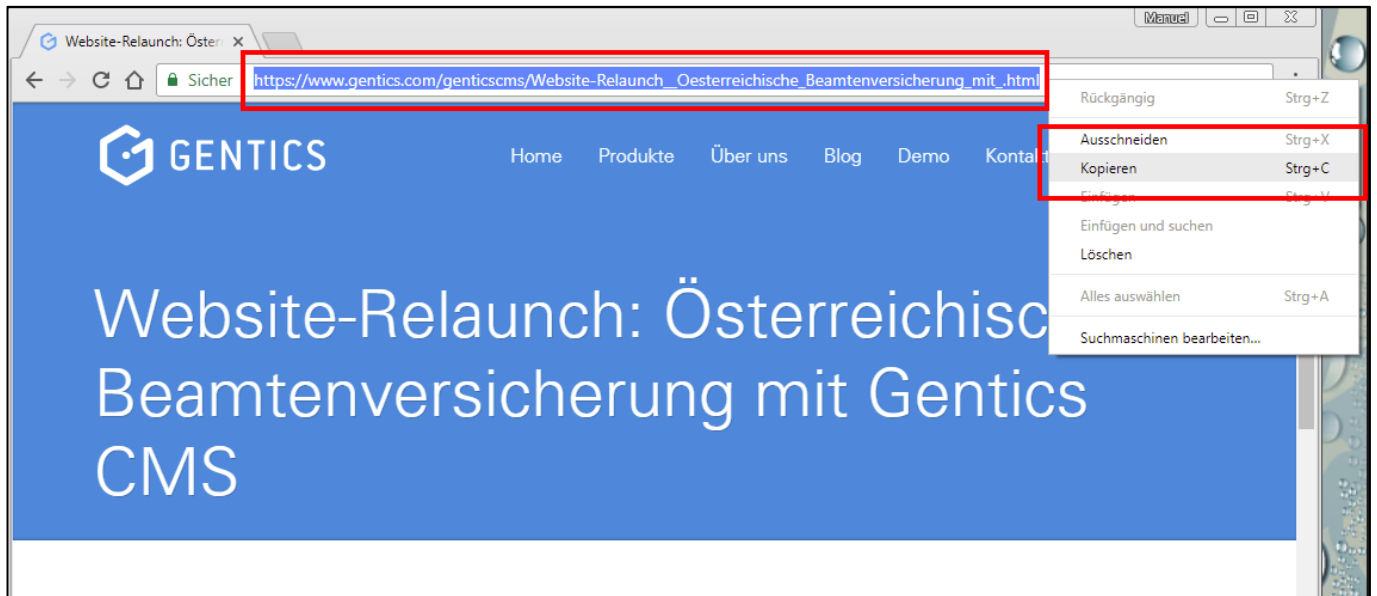 Manuel
Website-Relaunch: Öster
Sicher
https://www.gentics.com/genticscms/Website-Relaunch__Oesterreichische_Beamtenversicherung_mit_.html
GENTICS
Home Produkte Über uns Blog Demo Kontakt
Rückgängig Strg+Z
Ausschneiden Strg+X
Kopieren Strg+C
Einfügen Strg+V
Einfügen und suchen
Löschen
Alles auswählen Strg+A
Suchmaschinen bearbeiten...
Website-Relaunch: Österreichisc
Beamtenversicherung mit Gentics
CMS